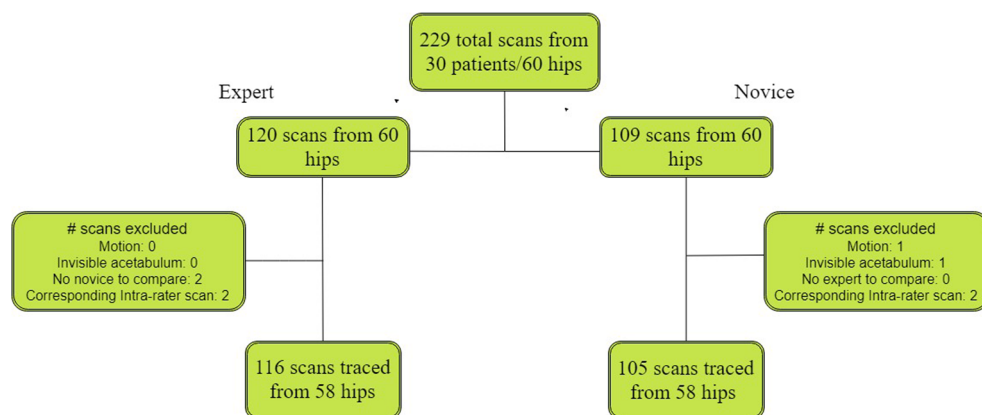 229 total scans from
30 patients/60 hips
Expert
Novice
120 scans from 60
hips
109 scans from 60
hips
# scans excluded
Motion: 0
Invisible acetabulum: 0
No novice to compare: 2
Corresponding Intra-rater scan: 2
# scans excluded
Motion: 1
Invisible acetabulum: 1
No expert to compare: 0
Corresponding Intra-rater scan: 2
116 scans traced
from 58 hips
105 scans traced
from 58 hips